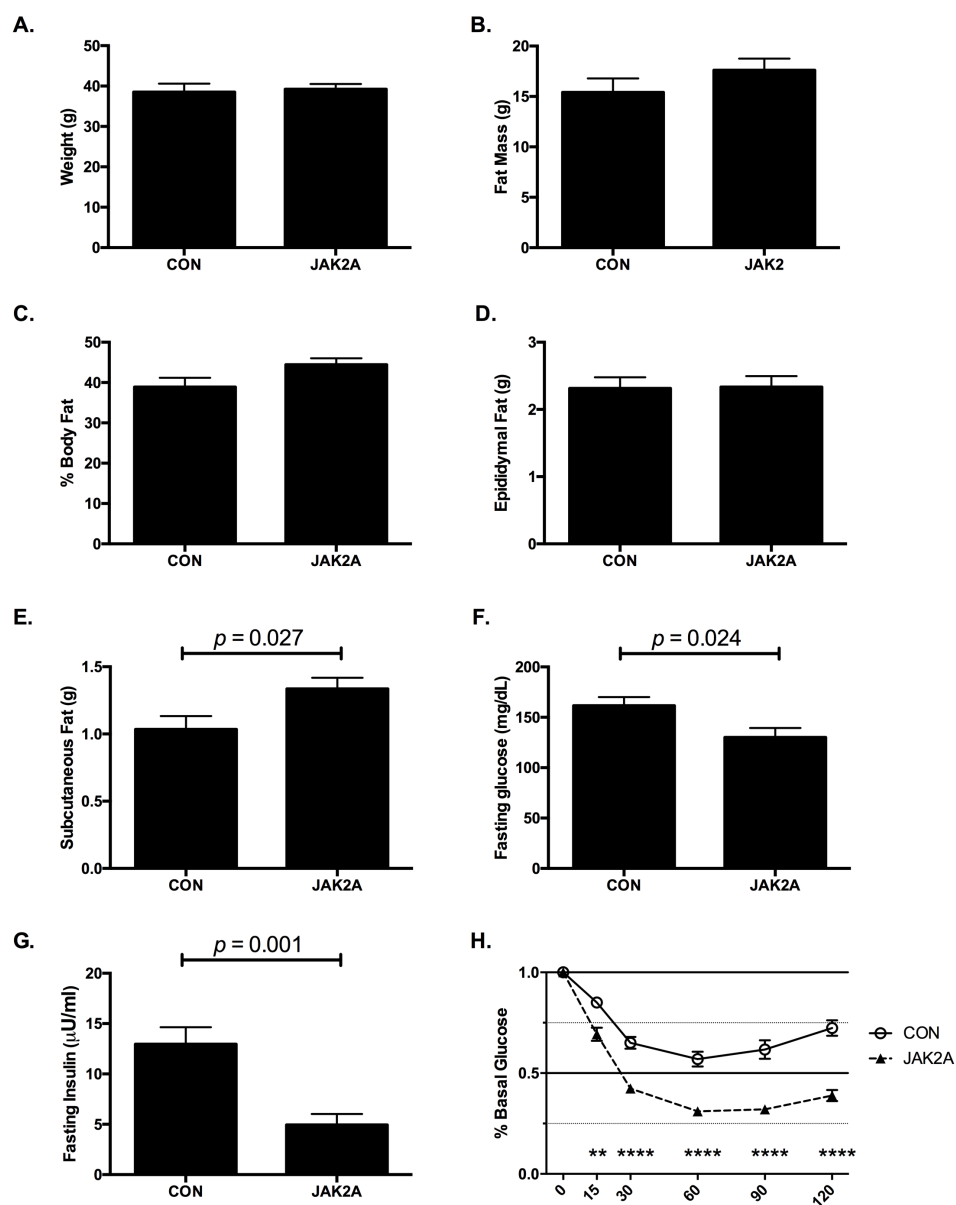 A.
Weight (g)
50
40
30
20
10
0
CON
JAK2A
B.
Fat Mass (g)
20
15
10
5
0
CON
JAK2
C.
% Body Fat
50
40
30
20
10
0
CON
JAK2A
D.
Epididymal Fat (g)
3
2
1
0
CON
JAK2A
E.
p = 0.027
Subcutaneous Fat (g)
1.5
1.0
0.5
0.0
CON
JAK2A
F.
p = 0.024
Fasting glucose (mg/dL)
200
150
100
50
0
CON
JAK2A
G.
p = 0.001
Fasting Insulin (μU/ml)
20
15
10
5
0
CON
JAK2A
H.
% Basal Glucose
1.0
0.5
0.0
** **** **** **** ****
0 15 30 60 90 120
CON
JAK2A